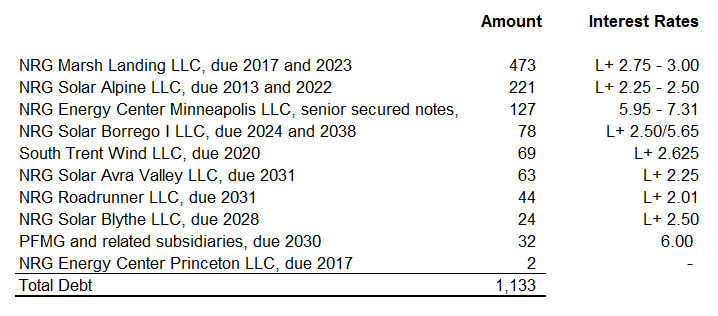 Amount Interest Rates
NRG Marsh Landing LLC, due 2017 and 2023 473 L+ 2.75 - 3.00
NRG Solar Alpine LLC, due 2013 and 2022 221 L+ 2.25 - 2.50
NRG Energy Center Minneapolis LLC, senior secured notes, 127 5.95 - 7.31
NRG Solar Borrego I LLC, due 2024 and 2038 78 L+ 2.50/5.65
South Trent Wind LLC, due 2020 69 L+ 2.625
NRG Solar Avra Valley LLC, due 2031 63 L+ 2.25
NRG Roadrunner LLC, due 2031 44 L+ 2.01
NRG Solar Blythe LLC, due 2028 24 L+ 2.50
PFMG and related subsidiaries, due 2030 32 6.00
NRG Energy Center Princeton LLC, due 2017 2 -
Total Debt 1,133